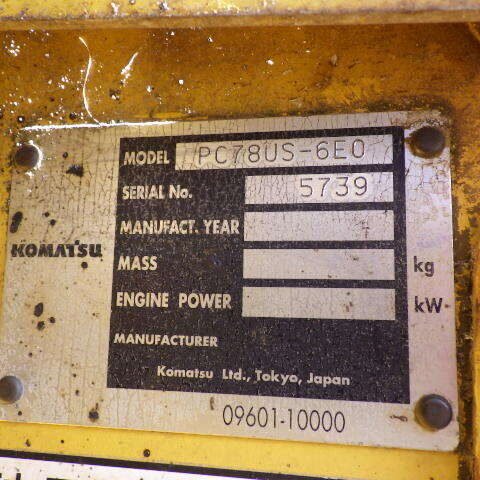 MODEL PC78US-6E0
SERIAL No. 5739
MANUFACT. YEAR
KOMATSU
MASS kg
ENGINE POWER kW
MANUFACTURER
Komatsu Ltd., Tokyo, Japan
09601-10000